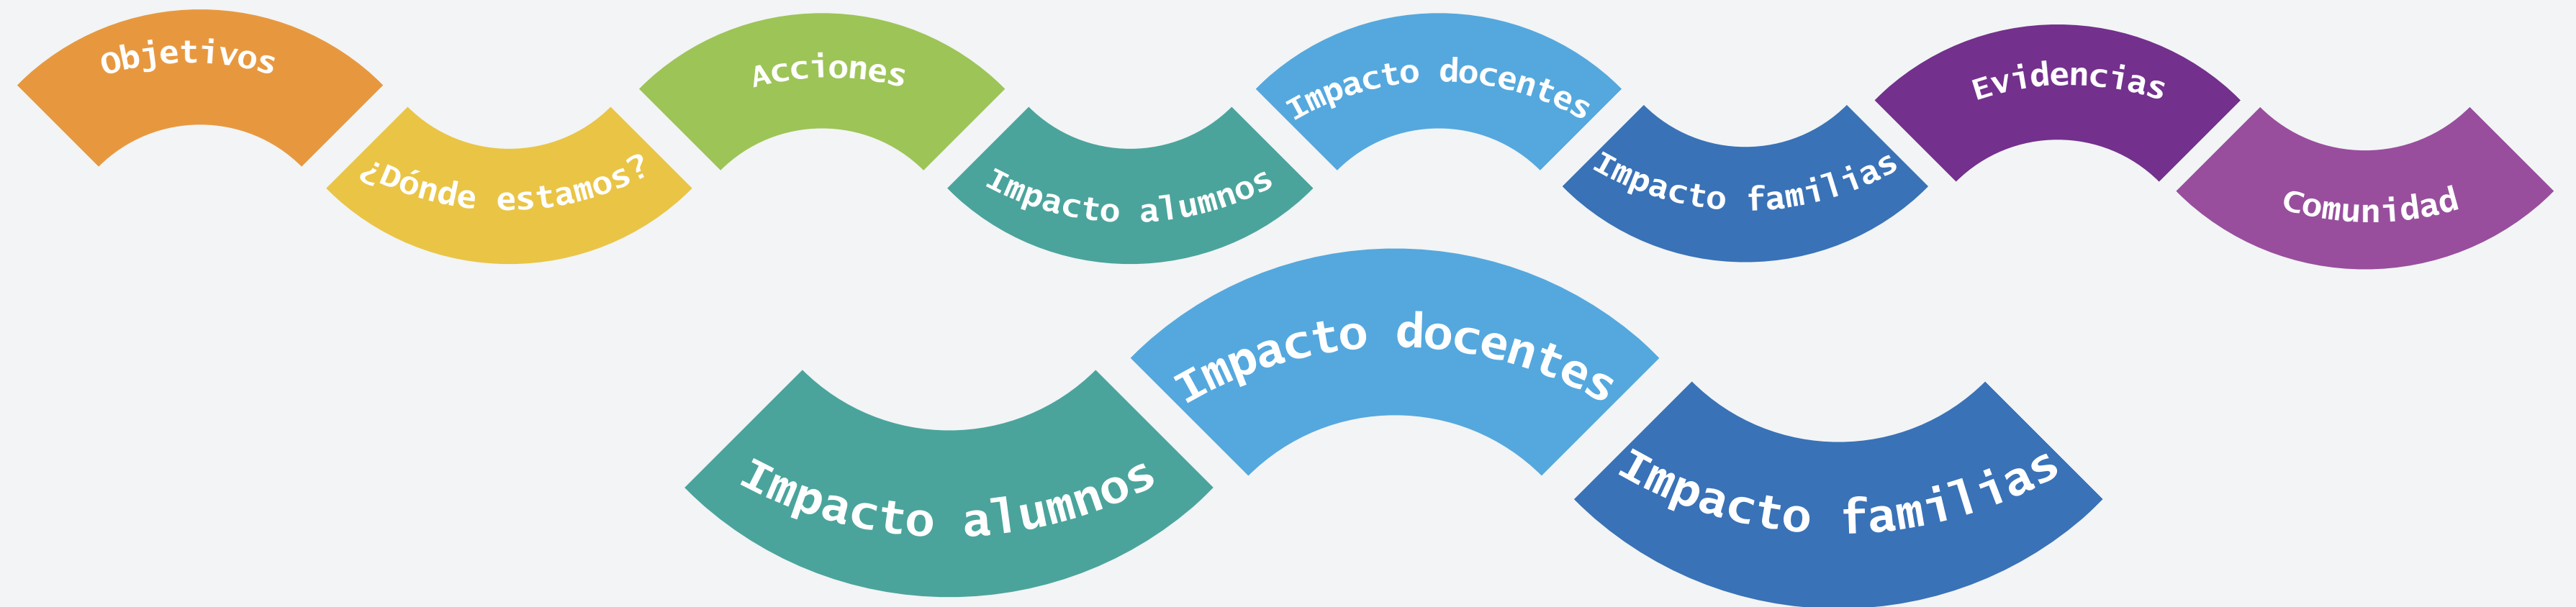 Objetivos
¿Dónde estamos?
Acciones
Impacto alumnos
Impacto docentes
Impacto familias
Evidencias
Comunidad
Impacto alumnos
Impacto docentes
Impacto familias